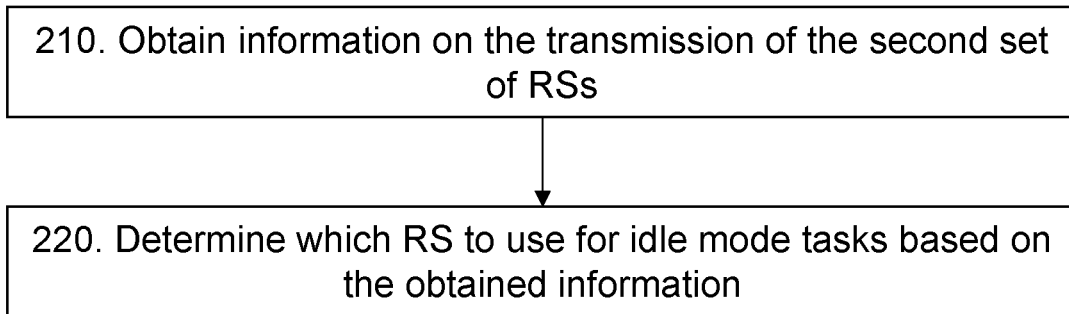 210. Obtain information on the transmission of the second set
of RSs
220. Determine which RS to use for idle mode tasks based on
the obtained information